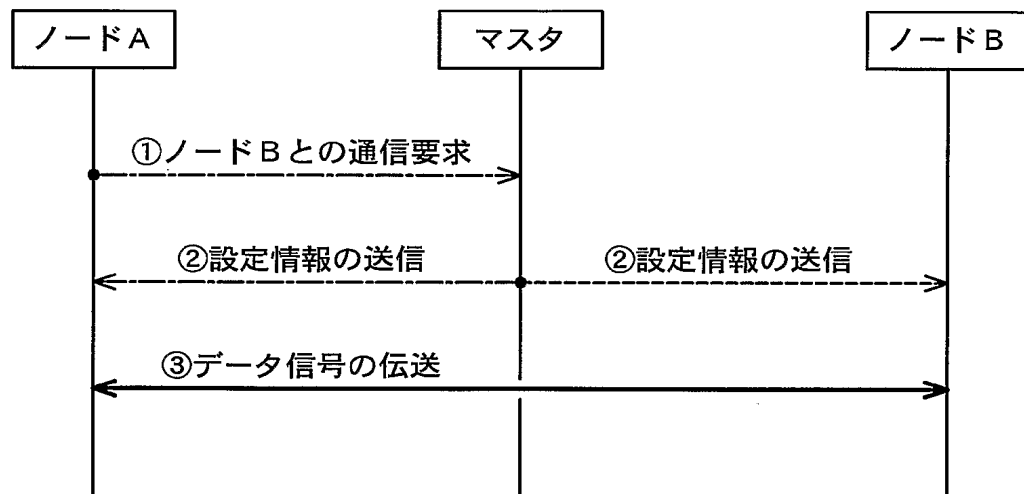 ノードA
マスタ
ノードB
①ノードBとの通信要求
②設定情報の送信
②設定情報の送信
③データ信号の伝送